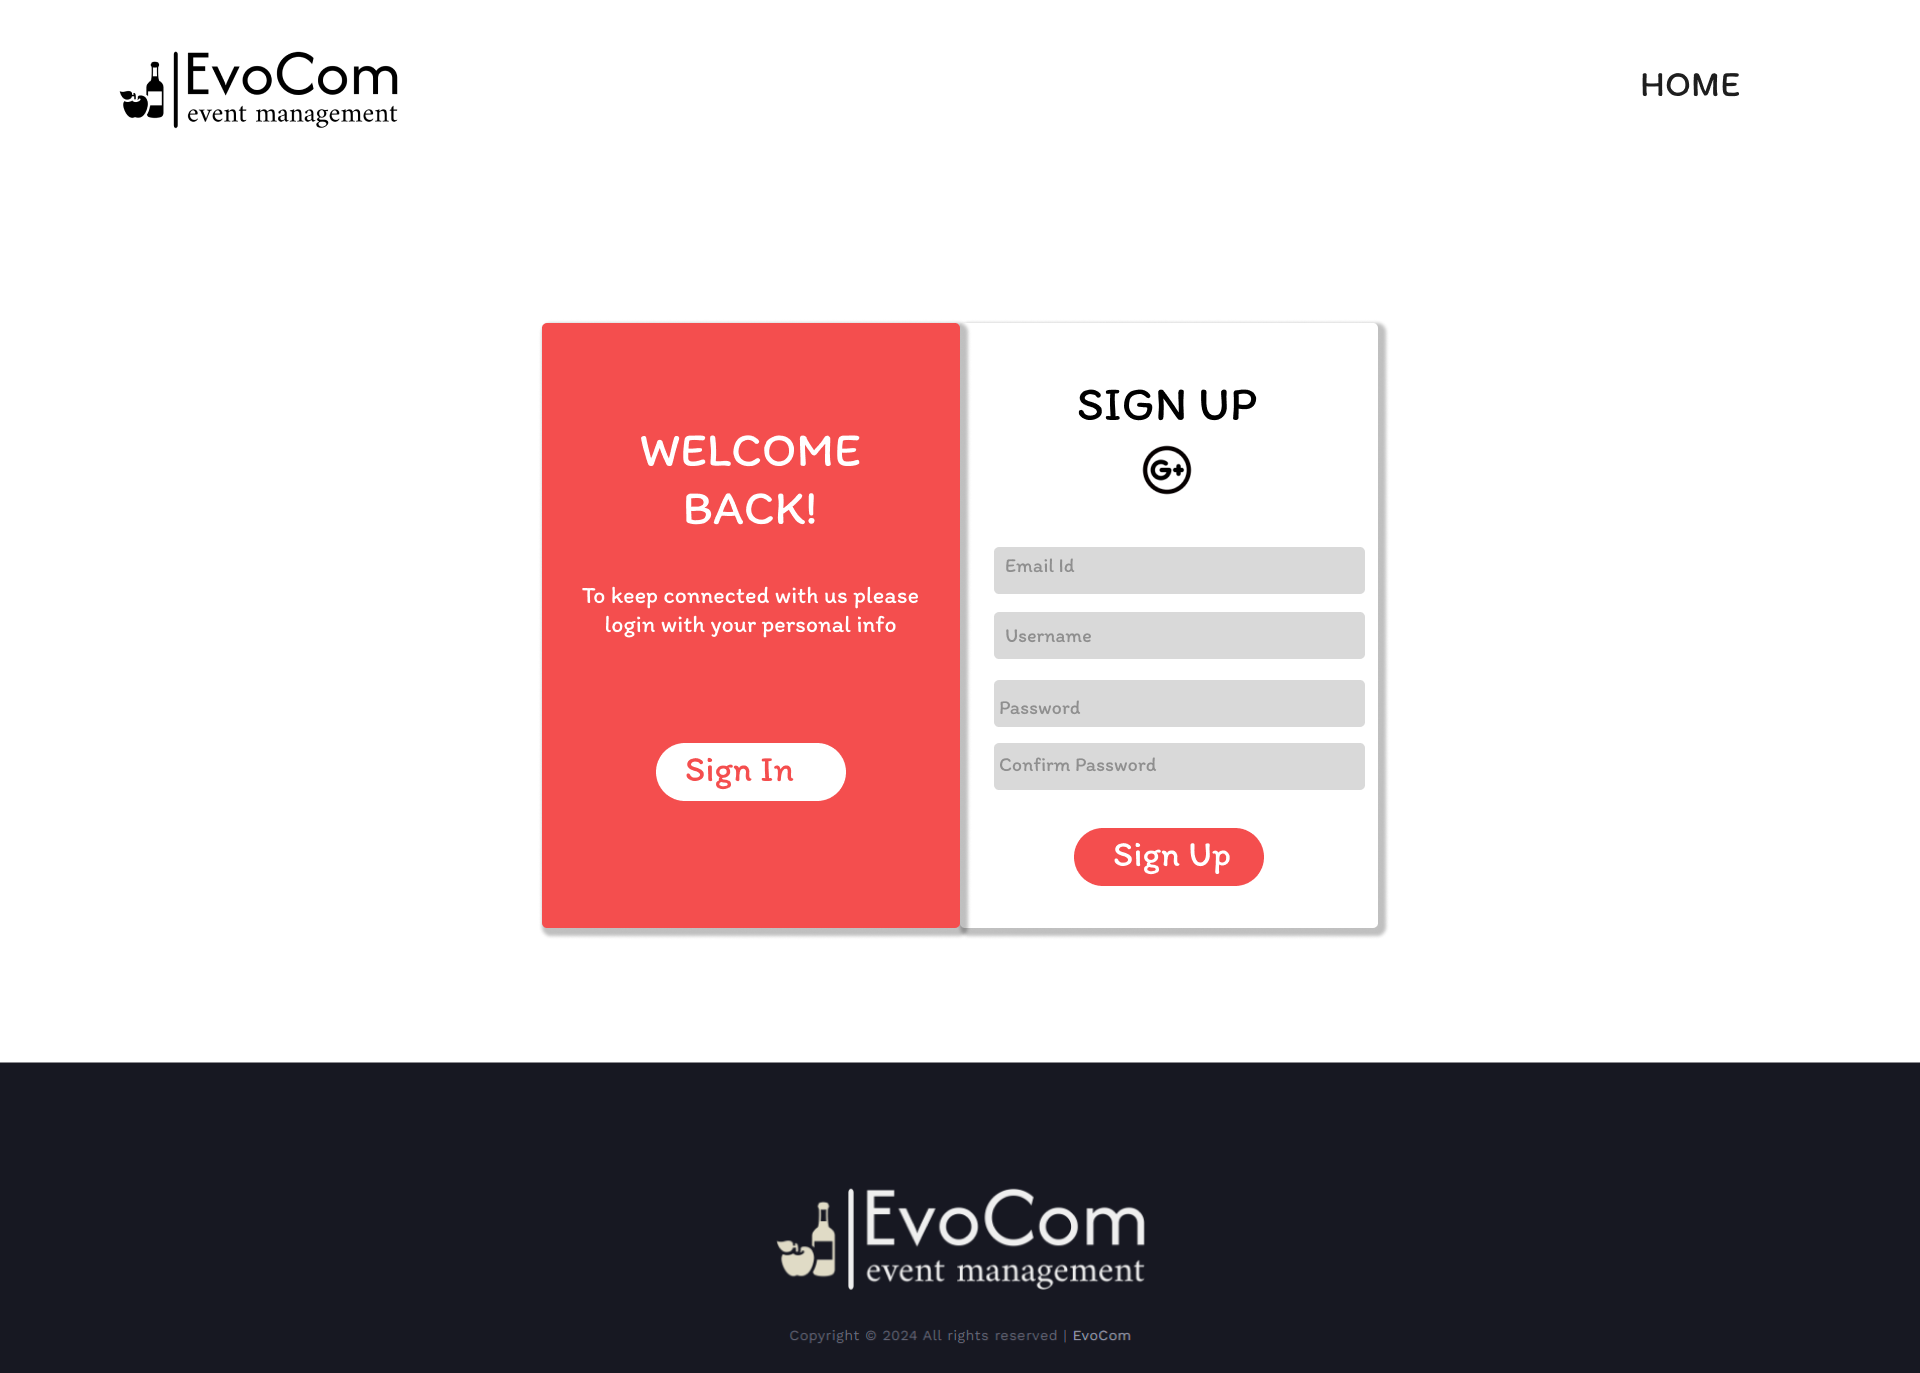 EvoCom
event management
HOME
WELCOME
BACK!
To keep connected with us please
login with your personal info
Sign In
SIGN UP
G+
Email Id
Username
Password
Confirm Password
Sign Up
EvoCom
event management
Copyright © 2024 All rights reserved | EvoCom